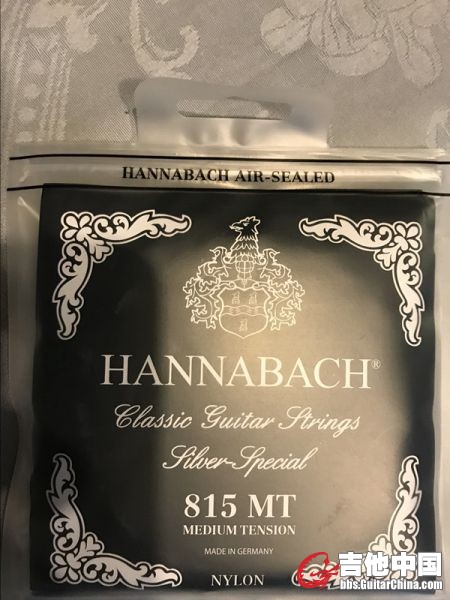 HANNABACH AIR-SEALED
HANNABACH®
Classic Guitar Strings
Silver-Special
815 MT
MEDIUM TENSION
MADE IN GERMANY
NYLON
吉他中国
bbs.GuitarChina.com